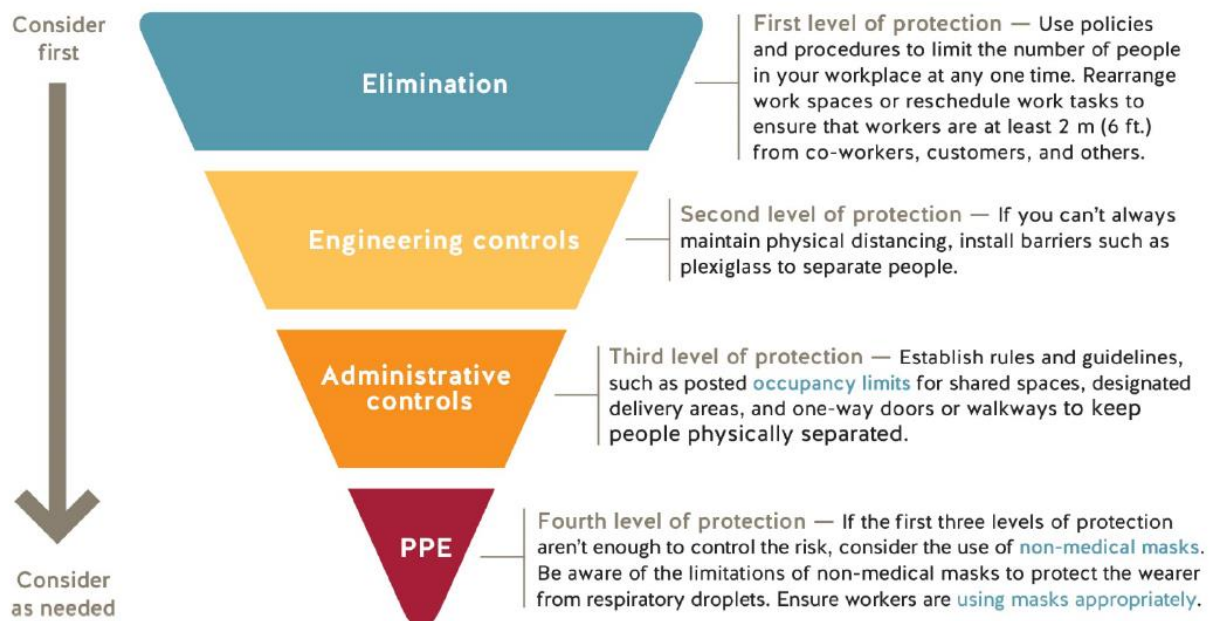 Consider
first
Elimination
First level of protection — Use policies
and procedures to limit the number of people
in your workplace at any one time. Rearrange
work spaces or reschedule work tasks to
ensure that workers are at least 2 m (6 ft.)
from co-workers, customers, and others.
Engineering controls
Second level of protection — If you can't always
maintain physical distancing, install barriers such as
plexiglass to separate people.
Administrative
controls
Third level of protection — Establish rules and guidelines,
such as posted occupancy limits for shared spaces, designated
delivery areas, and one-way doors or walkways to keep
people physically separated.
PPE
Fourth level of protection — If the first three levels of protection
aren't enough to control the risk, consider the use of non-medical masks.
Be aware of the limitations of non-medical masks to protect the wearer
from respiratory droplets. Ensure workers are using masks appropriately.
Consider
as needed